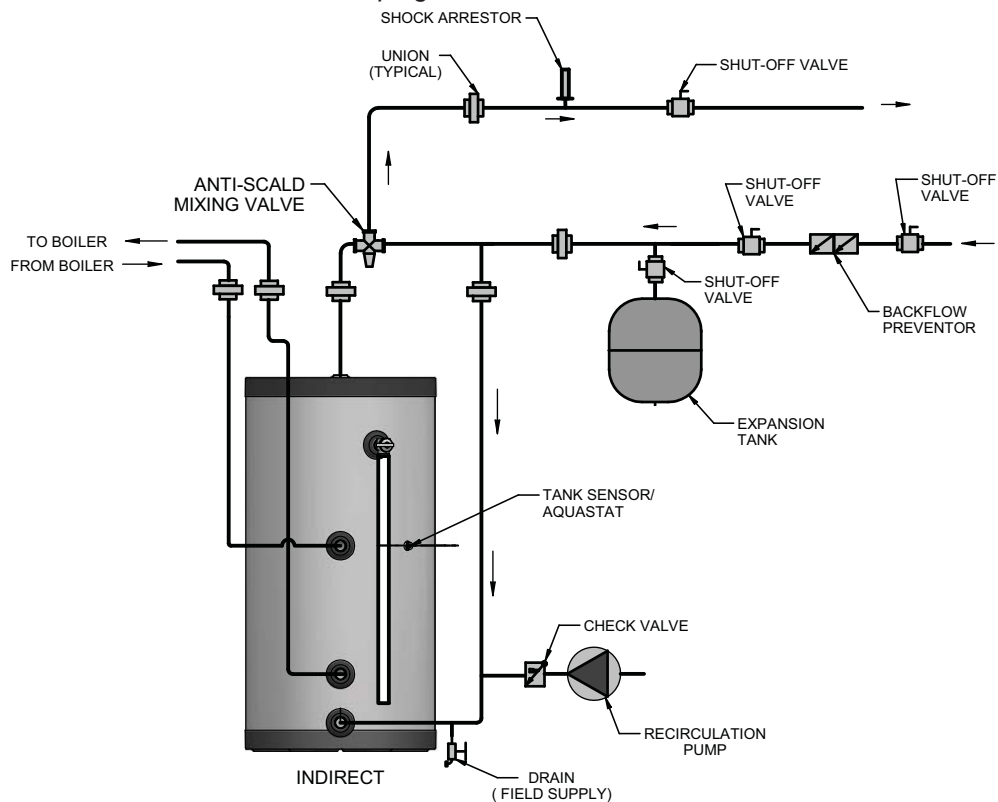 SHOCK ARRESTOR
UNION
(TYPICAL)
SHUT-OFF VALVE
ANTI-SCALD
MIXING VALVE
SHUT-OFF
VALVE
SHUT-OFF
VALVE
TO BOILER
FROM BOILER
SHUT-OFF
VALVE
BACKFLOW
PREVENTOR
EXPANSION
TANK
TANK SENSOR/
AQUASTAT
CHECK VALVE
RECIRCULATION
PUMP
INDIRECT
DRAIN
( FIELD SUPPLY)